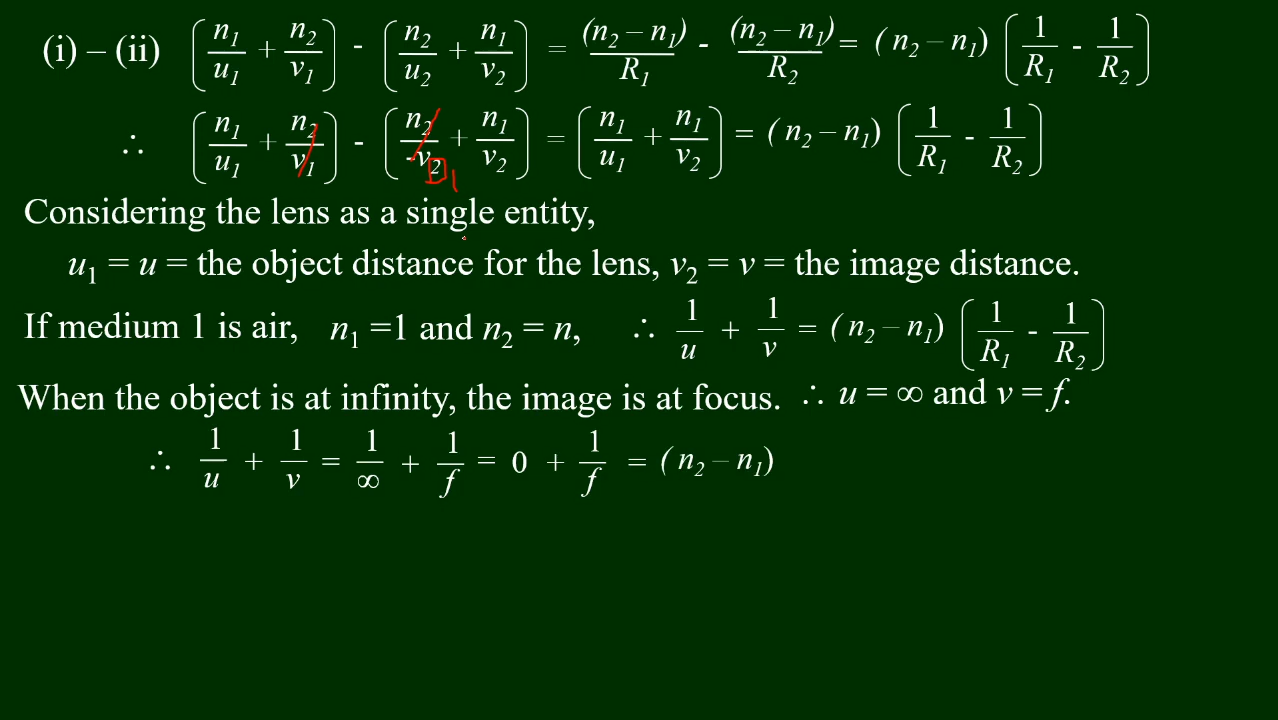 (i) – (ii) (n₁/u₁ + n₂/v₁) - (n₂/u₂ + n₁/v₂) = (n₂ – n₁)/R₁ - (n₂ – n₁)/R₂ = (n₂ – n₁) (1/R₁ - 1/R₂)
∴ (n₁/u₁ + n₂/v₁) - (n₂/-v₂ 1 + n₁/v₂) = (n₁/u₁ + n₁/v₂) = (n₂ – n₁) (1/R₁ - 1/R₂)
Considering the lens as a single entity,
u₁ = u = the object distance for the lens, v₂ = v = the image distance.
If medium 1 is air, n₁ =1 and n₂ = n, ∴ 1/u + 1/v = (n₂ – n₁) (1/R₁ - 1/R₂)
When the object is at infinity, the image is at focus. ∴ u = ∞ and v = f.
∴ 1/u + 1/v = 1/∞ + 1/f = 0 + 1/f = (n₂ – n₁)